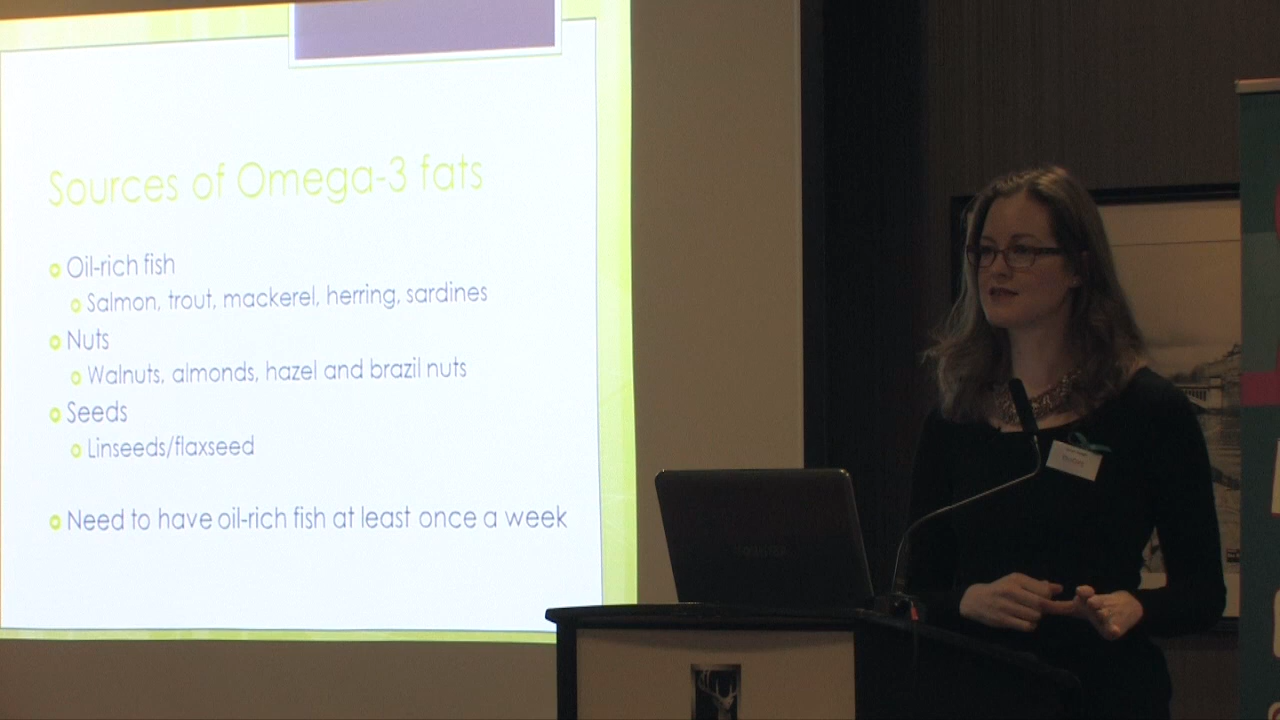 Sources of Omega-3 fats
Oil-rich fish
Salmon, trout, mackerel, herring, sardines
Nuts
Walnuts, almonds, hazel and brazil nuts
Seeds
Linseeds/flaxseed
Need to have oil-rich fish at least once a week